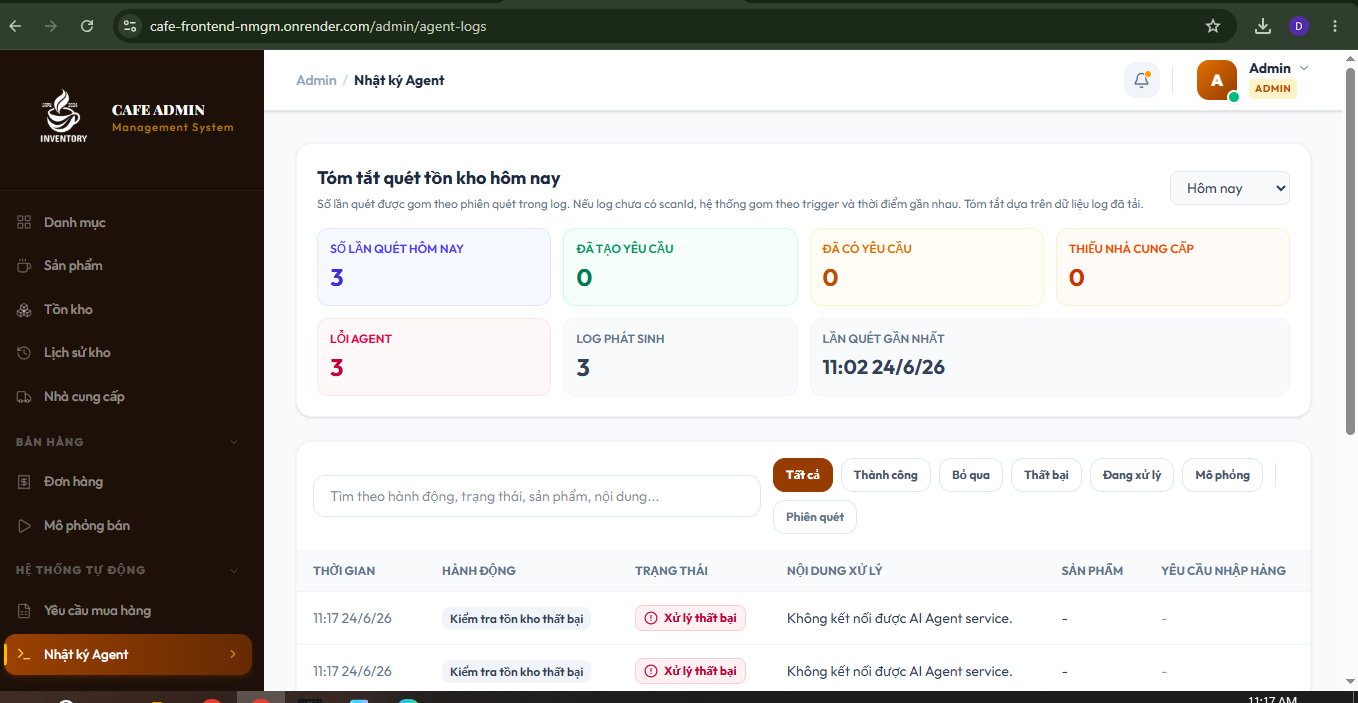 cafe-frontend-nmgm.onrender.com/admin/agent-logs
D
INVENTORY
CAFE ADMIN
Management System
Danh mục
Sản phẩm
Tồn kho
Lịch sử kho
Nhà cung cấp
BÁN HÀNG
Đơn hàng
Mô phỏng bán
HỆ THỐNG TỰ ĐỘNG
Yêu cầu mua hàng
Nhật ký Agent
Admin / Nhật ký Agent
A
Admin
ADMIN
Tóm tắt quét tồn kho hôm nay
Số lần quét được gom theo phiên quét trong log. Nếu log chưa có scanId, hệ thống gom theo trigger và thời điểm gần nhau. Tóm tắt dựa trên dữ liệu log đã tải.
Hôm nay
SỐ LẦN QUÉT HÔM NAY
3
ĐÃ TẠO YÊU CẦU
0
ĐÃ CÓ YÊU CẦU
0
THIẾU NHÀ CUNG CẤP
0
LỖI AGENT
3
LOG PHÁT SINH
3
LẦN QUÉT GẦN NHẤT
11:02 24/6/26
Tìm theo hành động, trạng thái, sản phẩm, nội dung...
Tất cả
Thành công
Bỏ qua
Thất bại
Đang xử lý
Mô phỏng
Phiên quét
THỜI GIAN HÀNH ĐỘNG TRẠNG THÁI NỘI DUNG XỬ LÝ SẢN PHẨM YÊU CẦU NHẬP HÀNG
11:17 24/6/26 Kiểm tra tồn kho thất bại Xử lý thất bại Không kết nối được AI Agent service. - -
11:17 24/6/26 Kiểm tra tồn kho thất bại Xử lý thất bại Không kết nối được AI Agent service. - -
11:17 AM